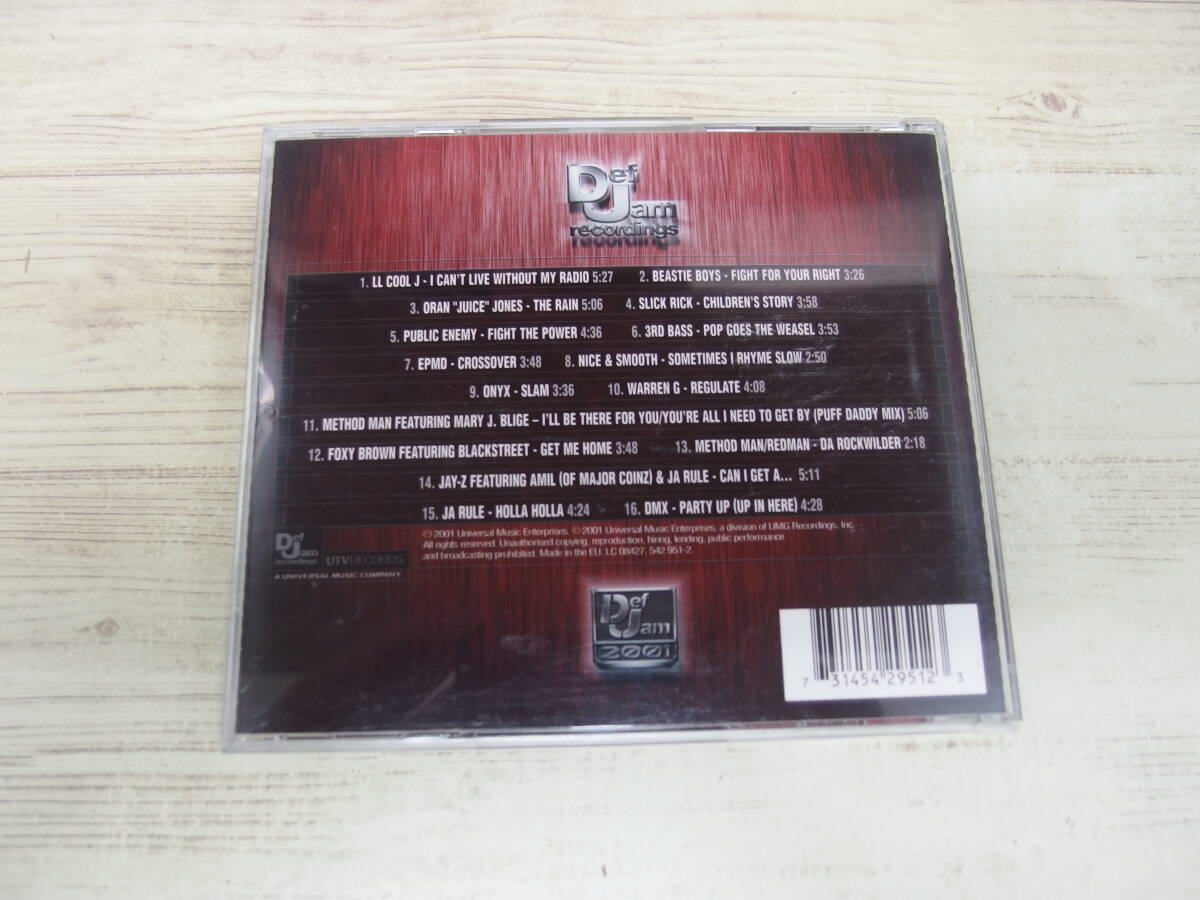 Def
Jam
recordings
1. LL COOL J - I CAN'T LIVE WITHOUT MY RADIO 5:27 2. BEASTIE BOYS - FIGHT FOR YOUR RIGHT 3:26
3. ORAN "JUICE" JONES - THE RAIN 5:06 4. SLICK RICK - CHILDREN'S STORY 3:58
5. PUBLIC ENEMY - FIGHT THE POWER 4:36 6. 3RD BASS - POP GOES THE WEASEL 3:53
7. EPMD - CROSSOVER 3:48 8. NICE & SMOOTH - SOMETIMES I RHYME SLOW 2:50
9. ONYX - SLAM 3:36 10. WARREN G - REGULATE 4:08
11. METHOD MAN FEATURING MARY J. BLIGE – I'LL BE THERE FOR YOU/YOU'RE ALL I NEED TO GET BY (PUFF DADDY MIX) 5:06
12. FOXY BROWN FEATURING BLACKSTREET - GET ME HOME 3:48 13. METHOD MAN/REDMAN - DA ROCKWILDER 2:18
14. JAY-Z FEATURING AMIL (OF MAJOR COINZ) & JA RULE - CAN I GET A... 5:11
15. JA RULE - HOLLA HOLLA 4:24 16. DMX - PARTY UP (UP IN HERE) 4:28
℗ 2001 Universal Music Enterprises. © 2001 Universal Music Enterprises, a division of UMG Recordings, Inc.
All rights reserved. Unauthorised copying, reproduction, hiring, lending, public performance
and broadcasting prohibited. Made in the EU. LC 08427. 542 951-2.
Def
Jam
recordings
UTV RECORDS
A UNIVERSAL MUSIC COMPANY
Def
Jam
2001
7 31454 29512 3